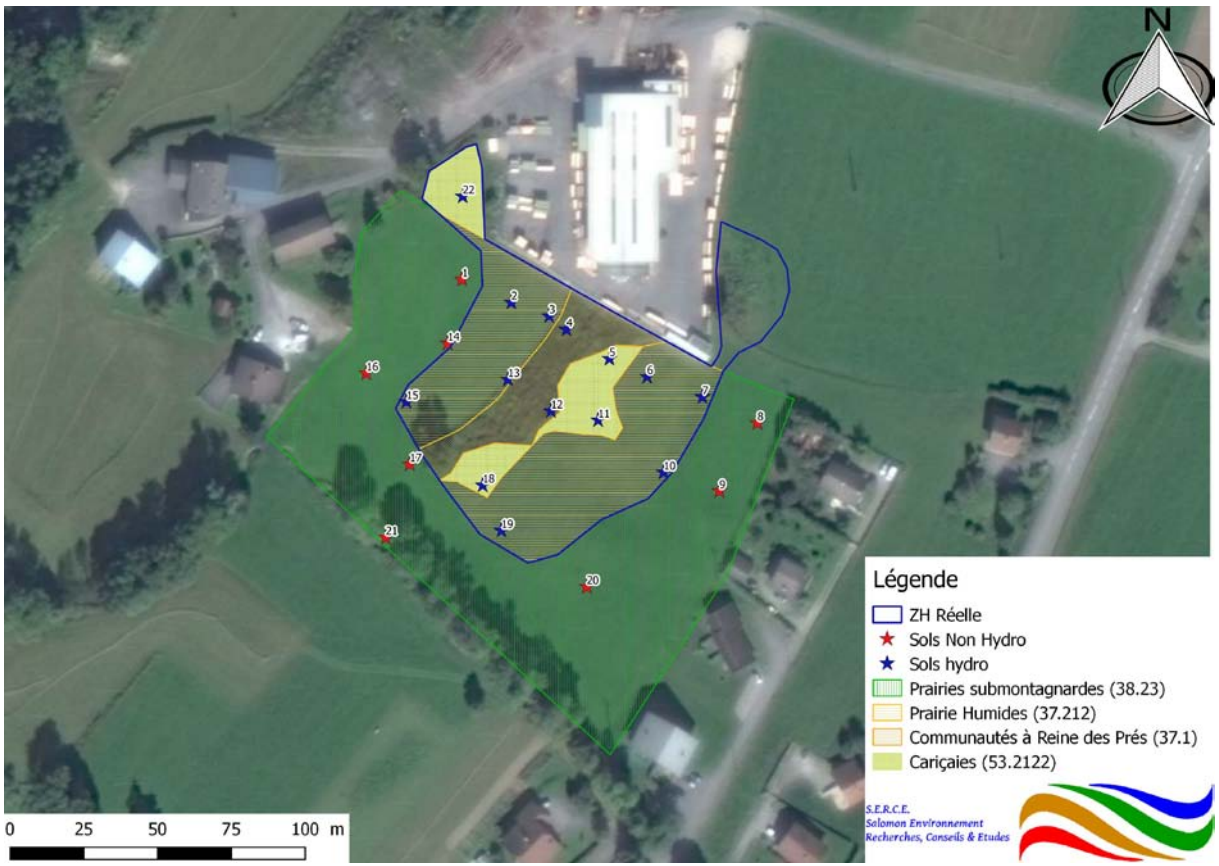 N
22
1
2
3
4
14
5
16
6
13
7
15
12
11
8
17
10
18
9
19
21
20
Légende
ZH Réelle
Sols Non Hydro
Sols hydro
Prairies submontagnardes (38.23)
Prairie Humides (37.212)
Communautés à Reine des Prés (37.1)
Cariçaies (53.2122)
S.E.R.C.E.
Salomon Environnement
Recherches, Conseils & Etudes
0 25 50 75 100 m